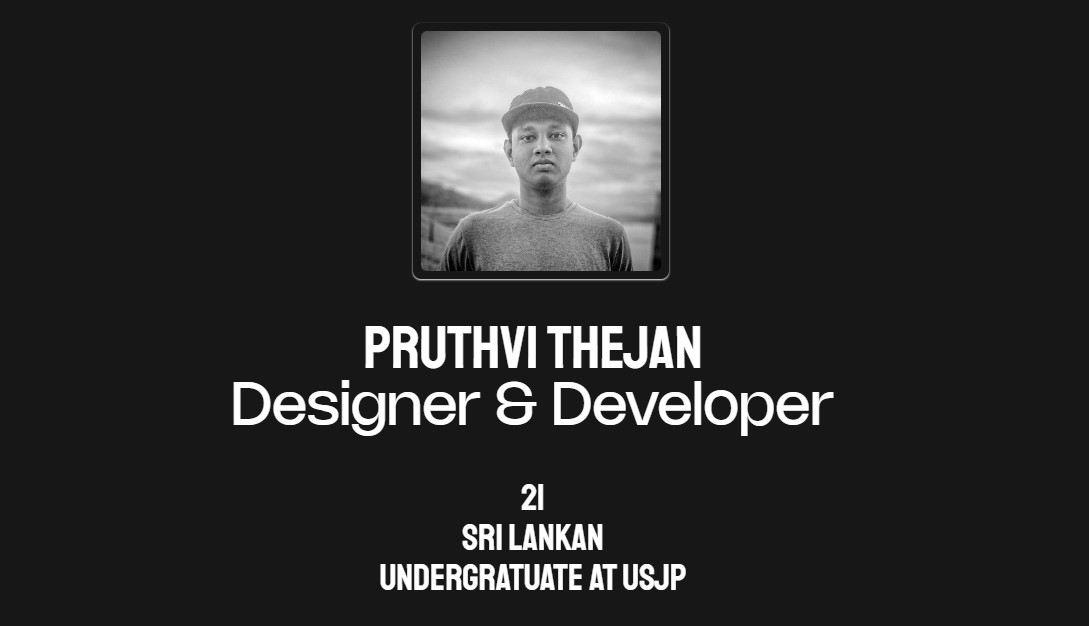 PRUTHVI THEJAN
Designer & Developer
21
SRI LANKAN
UNDERGRATUATE AT USJP